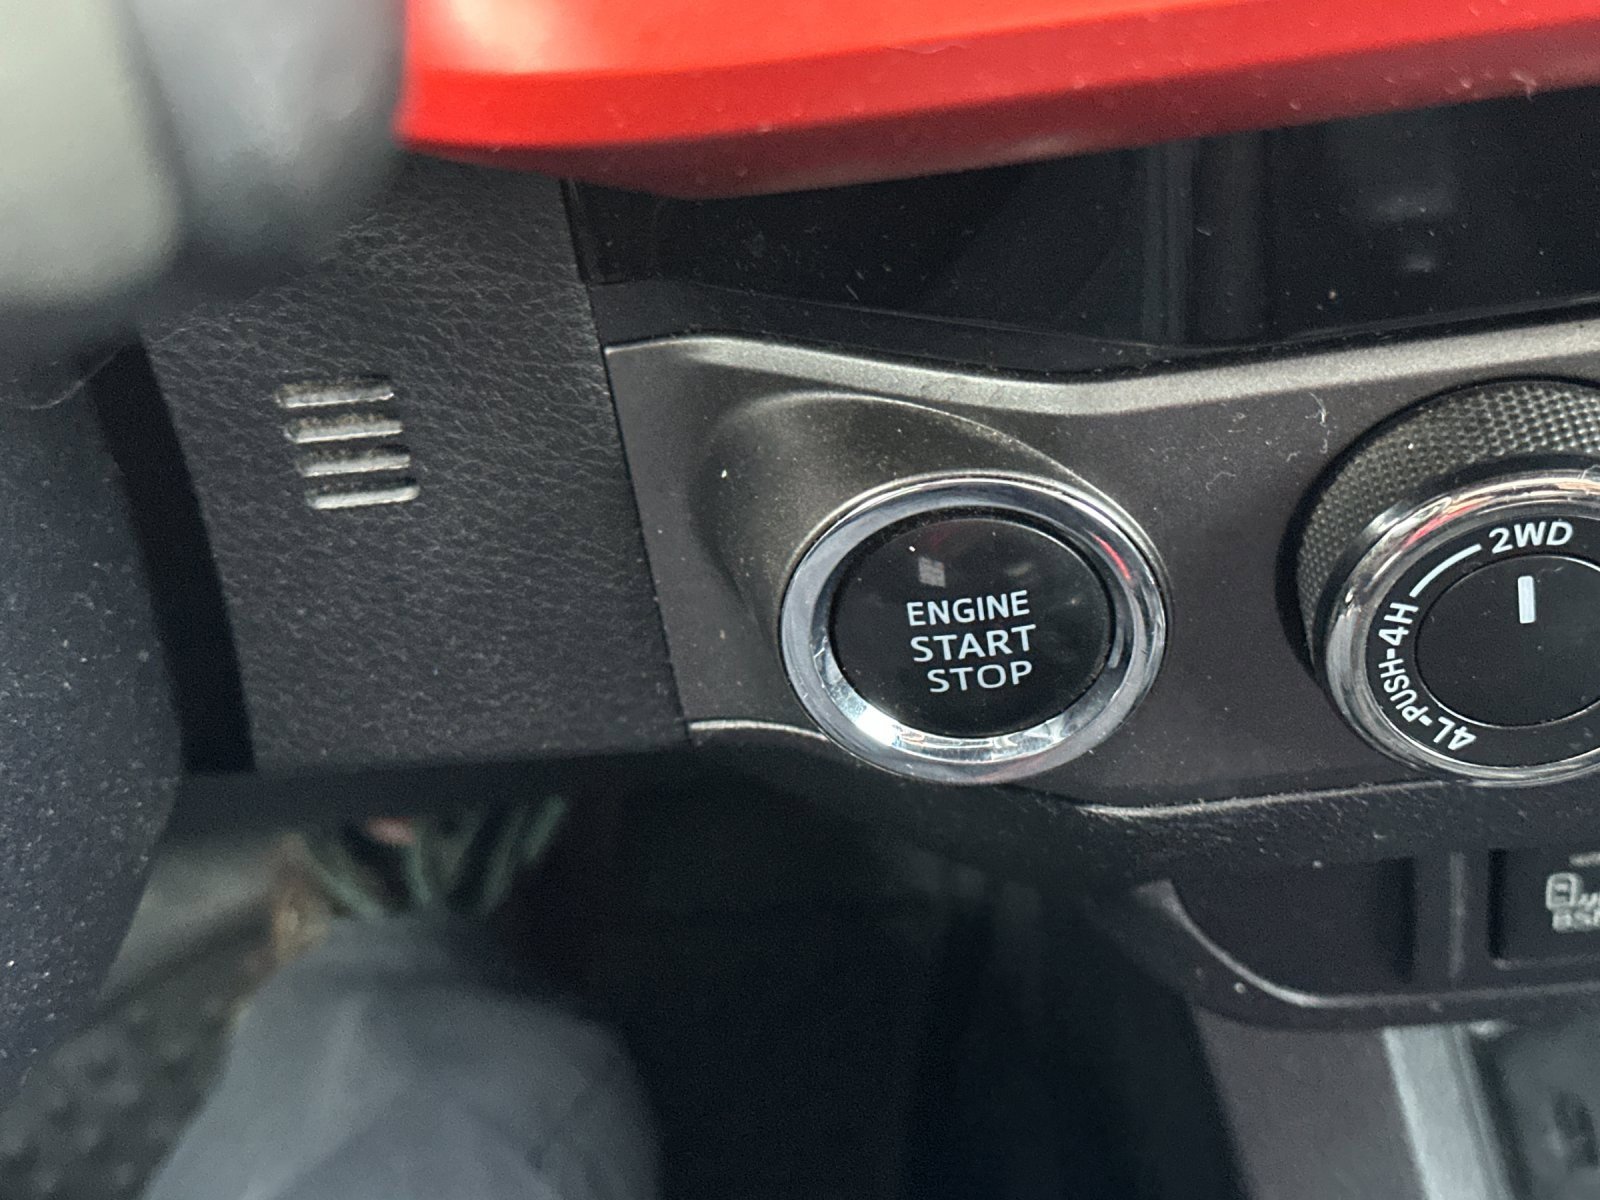 ENGINE
START
STOP
2WD
4L-PUSH-4H